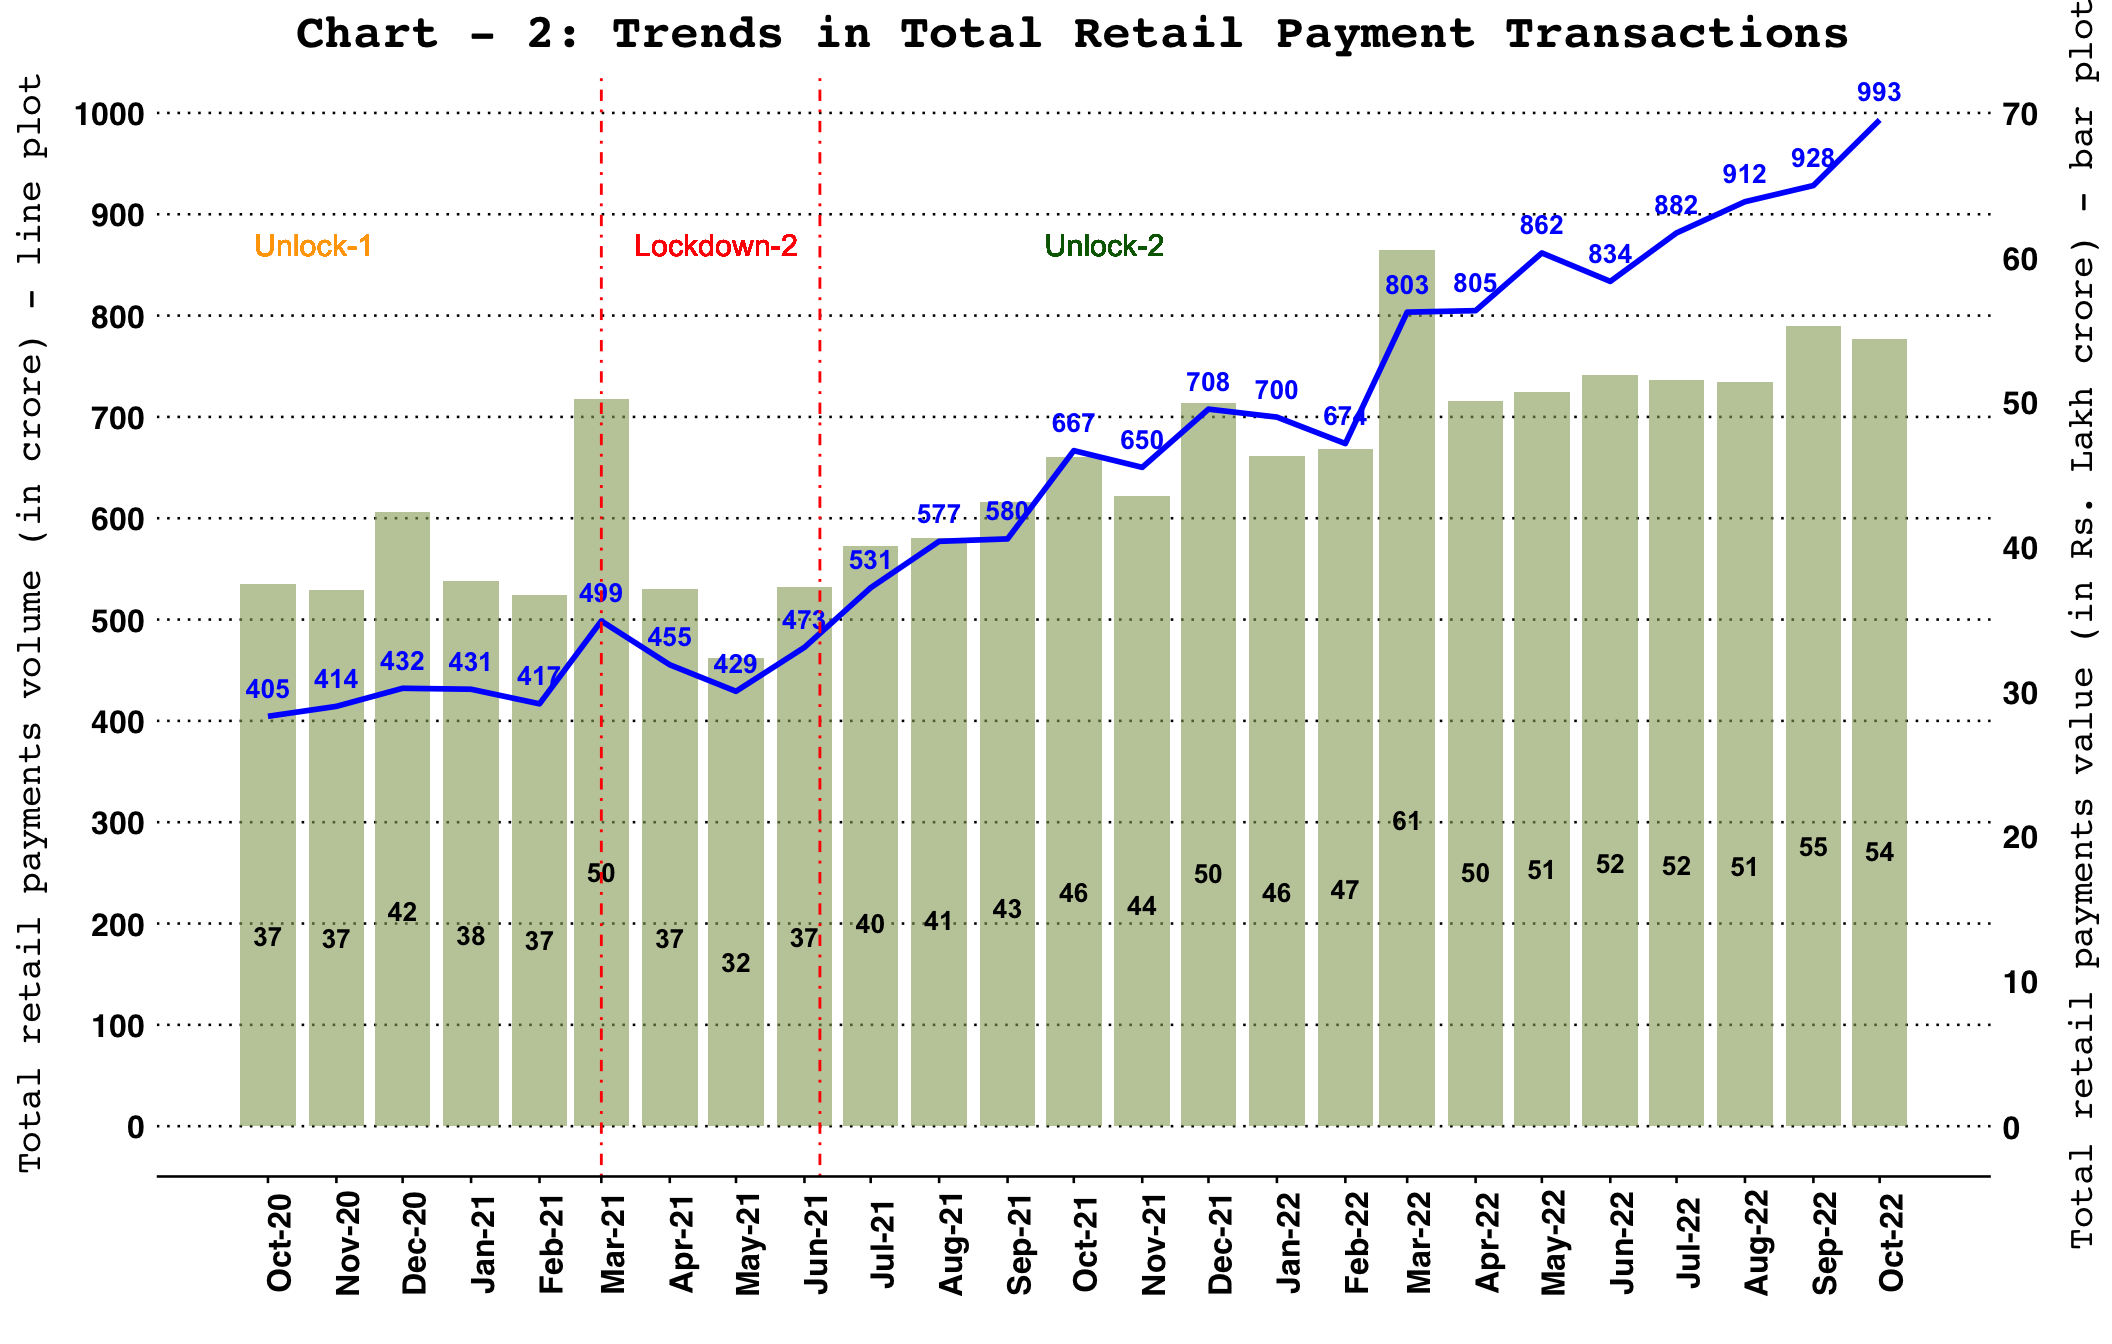 Chart - 2: Trends in Total Retail Payment Transactions
Total retail payments volume (in crore) - line plot
1000
900
800
700
600
500
400
300
200
100
0
Unlock-1
Lockdown-2
Unlock-2
405
414
432
431
417
499
455
429
473
531
577
580
667
650
708
700
674
803
805
862
834
882
912
928
993
37
37
42
38
37
50
37
32
37
40
41
43
46
44
50
46
47
61
50
51
52
52
51
55
54
70
60
50
40
30
20
10
0
Total retail payments value (in Rs. Lakh crore) - bar plot
Oct-20
Nov-20
Dec-20
Jan-21
Feb-21
Mar-21
Apr-21
May-21
Jun-21
Jul-21
Aug-21
Sep-21
Oct-21
Nov-21
Dec-21
Jan-22
Feb-22
Mar-22
Apr-22
May-22
Jun-22
Jul-22
Aug-22
Sep-22
Oct-22